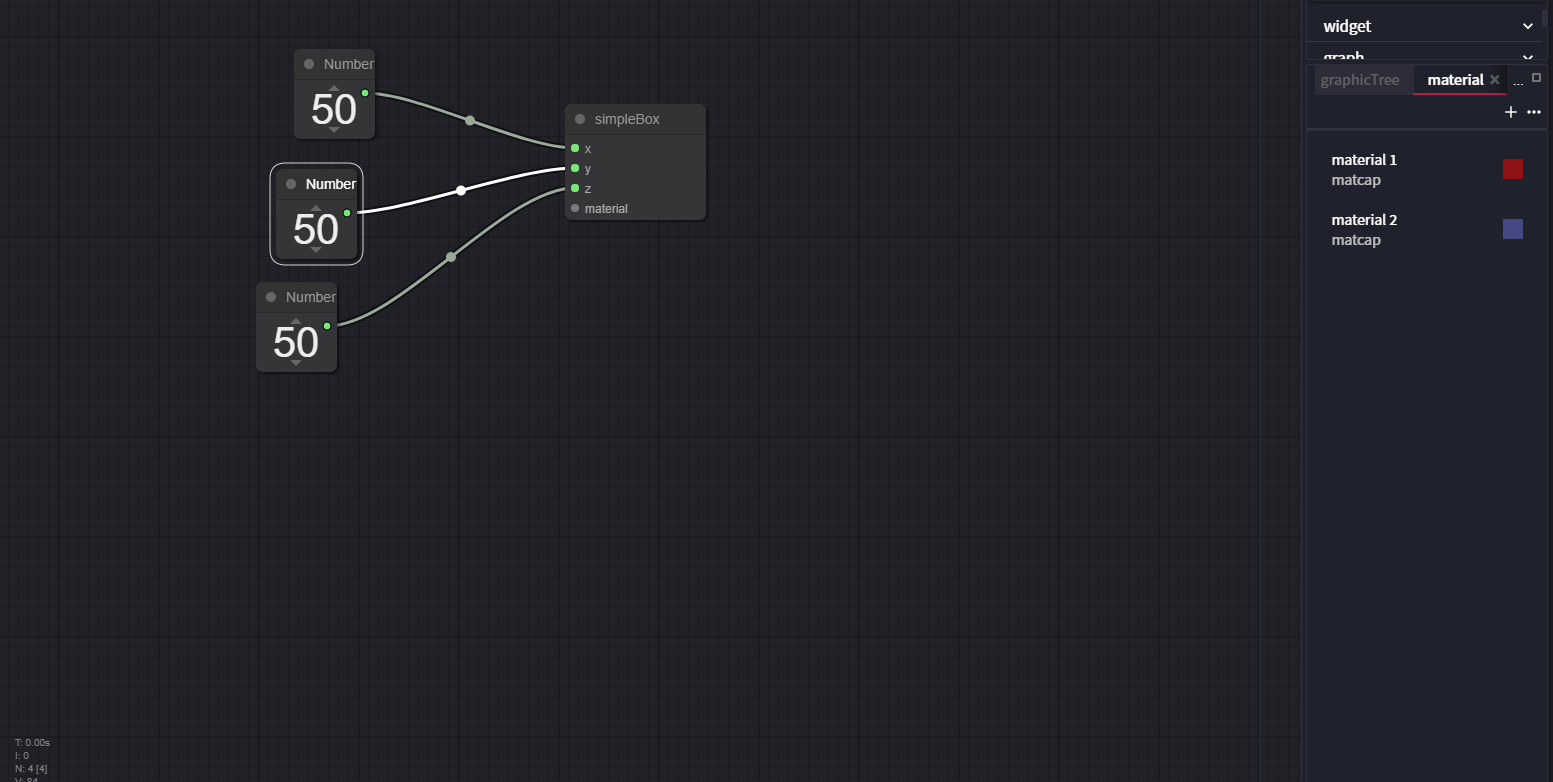 Number
50
Number
50
Number
50
simpleBox
x
y
z
material
widget
graph
graphicTree
material
...
material 1
matcap
material 2
matcap
T: 0.00s
I: 0
N: 4 [4]
V: 84